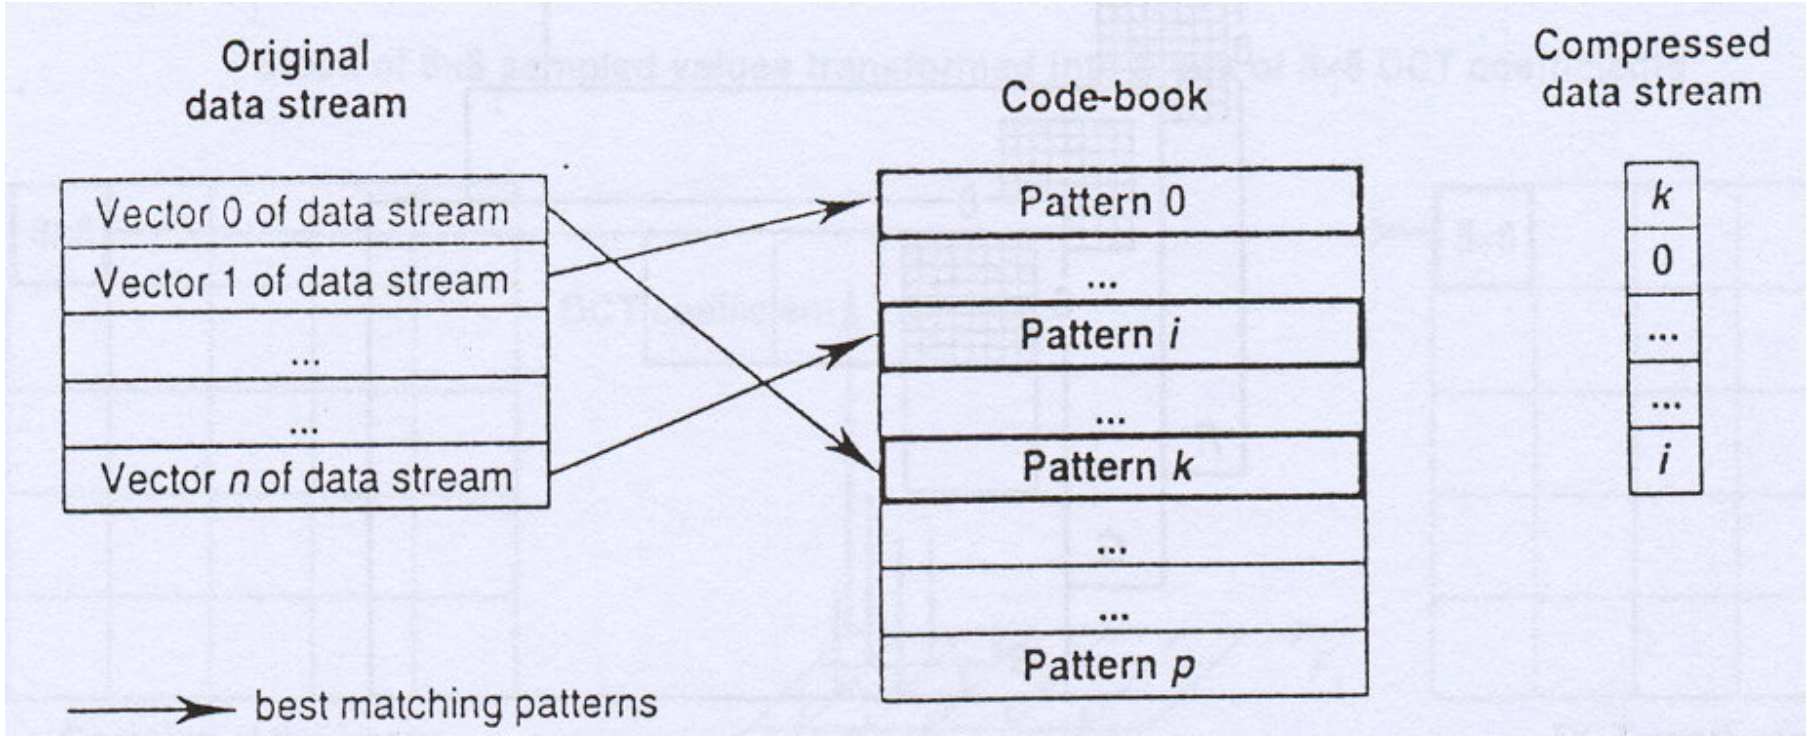 Original
data stream
Vector 0 of data stream
Vector 1 of data stream
...
...
Vector n of data stream
best matching patterns
Code-book
Pattern 0
...
Pattern i
...
Pattern k
...
...
Pattern p
Compressed
data stream
k
0
...
...
i